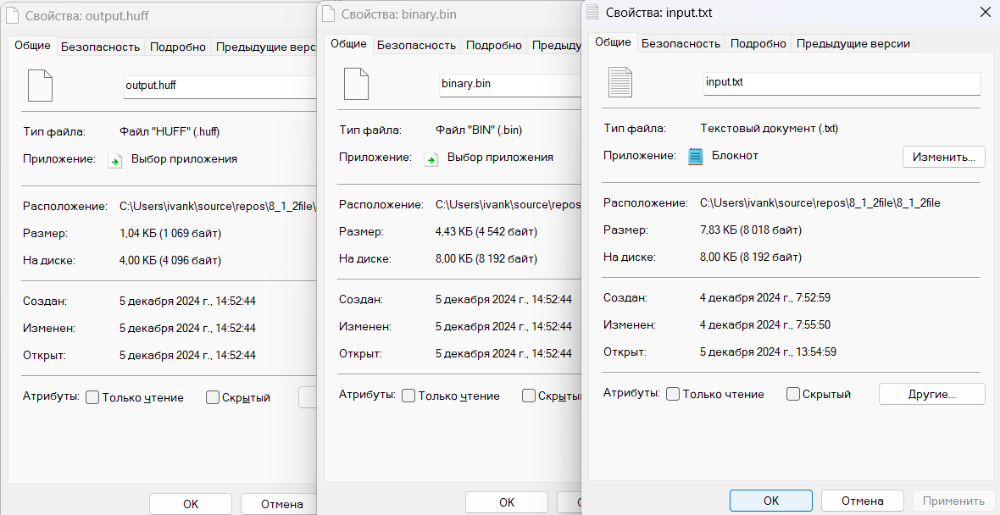 Свойства: output.huff
Общие Безопасность Подробно Предыдущие верс
output.huff
Тип файла: Файл "HUFF" (.huff)
Приложение: Выбор приложения
Расположение: C:\Users\ivank\source\repos\8_1_2file\
Размер: 1,04 КБ (1 069 байт)
На диске: 4,00 КБ (4 096 байт)
Создан: 5 декабря 2024 г., 14:52:44
Изменен: 5 декабря 2024 г., 14:52:44
Открыт: 5 декабря 2024 г., 14:52:44
Атрибуты: Только чтение Скрытый
OK Отмена
Свойства: binary.bin
Общие Безопасность Подробно Предыду
binary.bin
Тип файла: Файл "BIN" (.bin)
Приложение: Выбор приложения
Расположение: C:\Users\ivank\source\repos
Размер: 4,43 КБ (4 542 байт)
На диске: 8,00 КБ (8 192 байт)
Создан: 5 декабря 2024 г., 14:52:44
Изменен: 5 декабря 2024 г., 14:52:44
Открыт: 5 декабря 2024 г., 14:52:44
Атрибуты: Только чтение Скрыты
OK
Свойства: input.txt
Общие Безопасность Подробно Предыдущие версии
input.txt
Тип файла: Текстовый документ (.txt)
Приложение: Блокнот Изменить...
Расположение: C:\Users\ivank\source\repos\8_1_2file\8_1_2file
Размер: 7,83 КБ (8 018 байт)
На диске: 8,00 КБ (8 192 байт)
Создан: 4 декабря 2024 г., 7:52:59
Изменен: 4 декабря 2024 г., 7:55:50
Открыт: 5 декабря 2024 г., 13:54:59
Атрибуты: Только чтение Скрытый Другие...
OK Отмена Применить